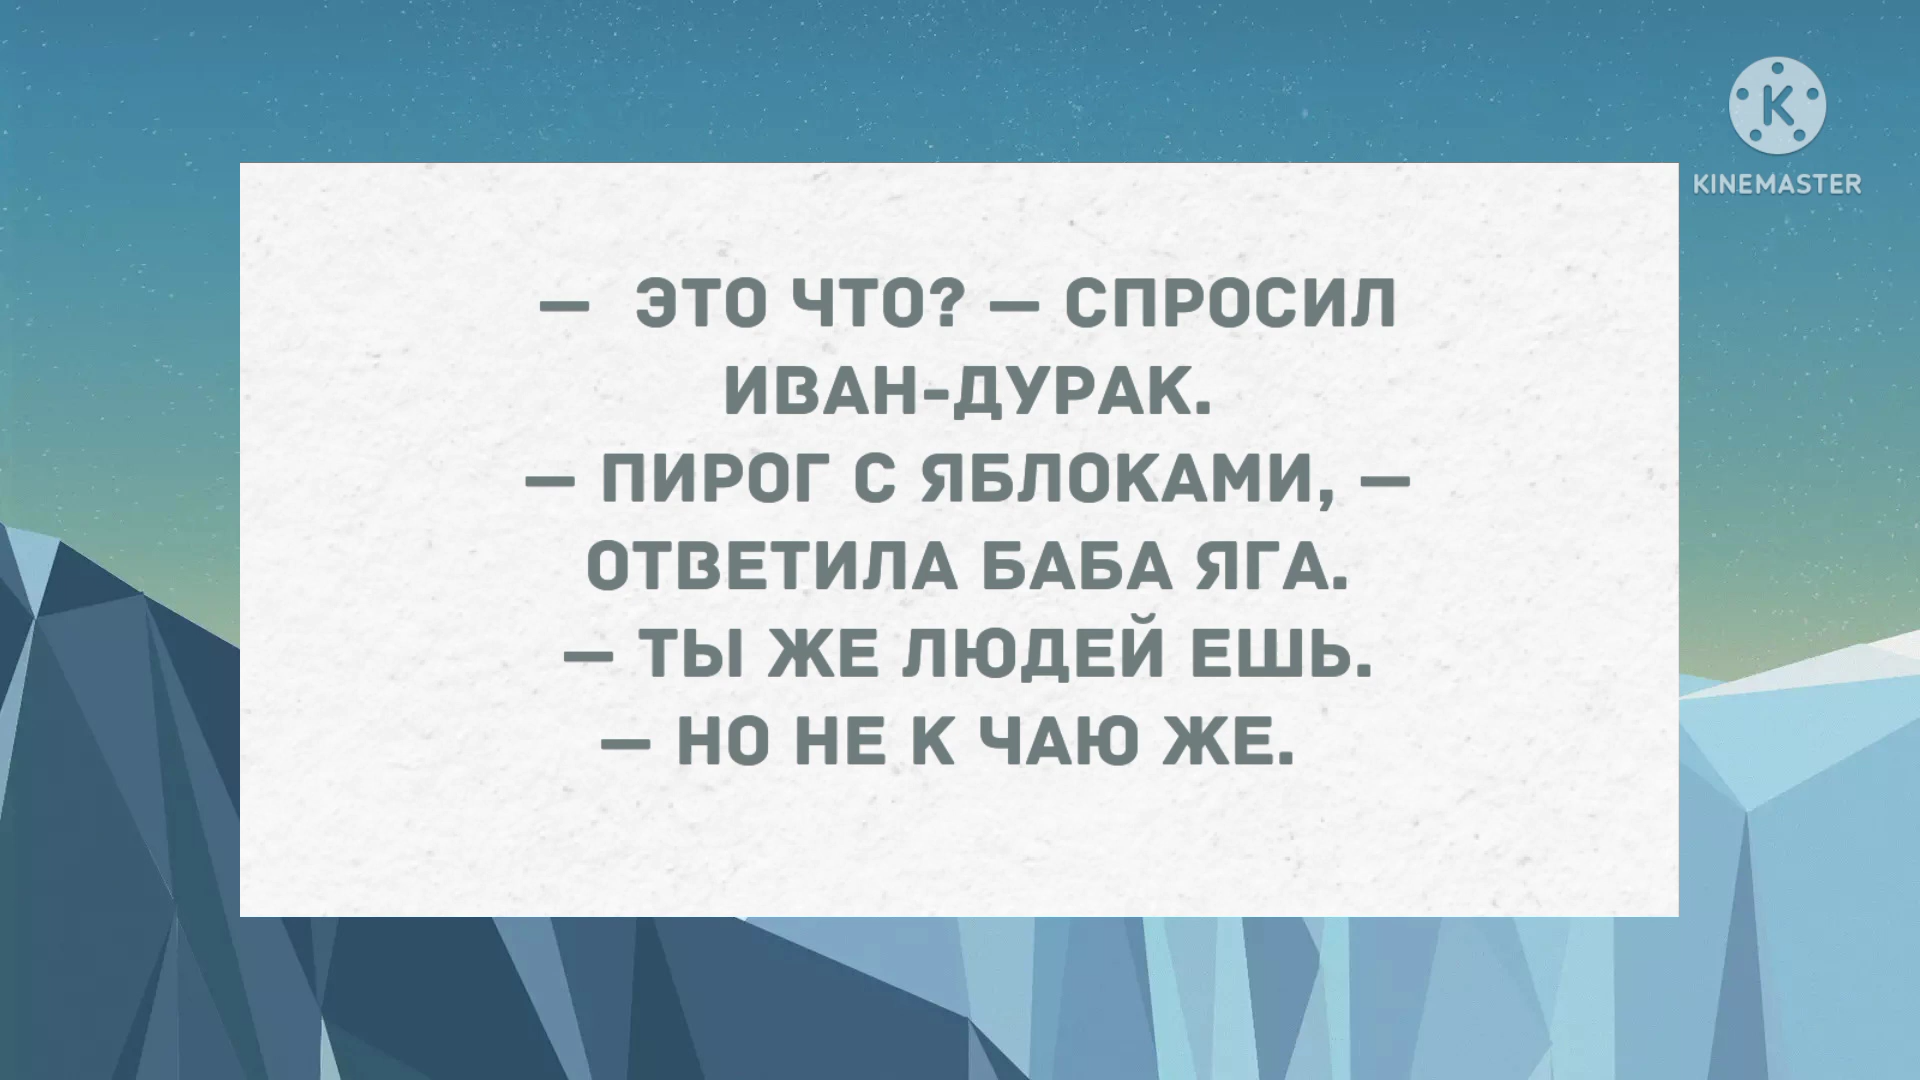 KINEMASTER
— ЭТО ЧТО? — СПРОСИЛ
ИВАН-ДУРАК.
— ПИРОГ С ЯБЛОКАМИ, —
ОТВЕТИЛА БАБА ЯГА.
— ТЫ ЖЕ ЛЮДЕЙ ЕШЬ.
— НО НЕ К ЧАЮ ЖЕ.